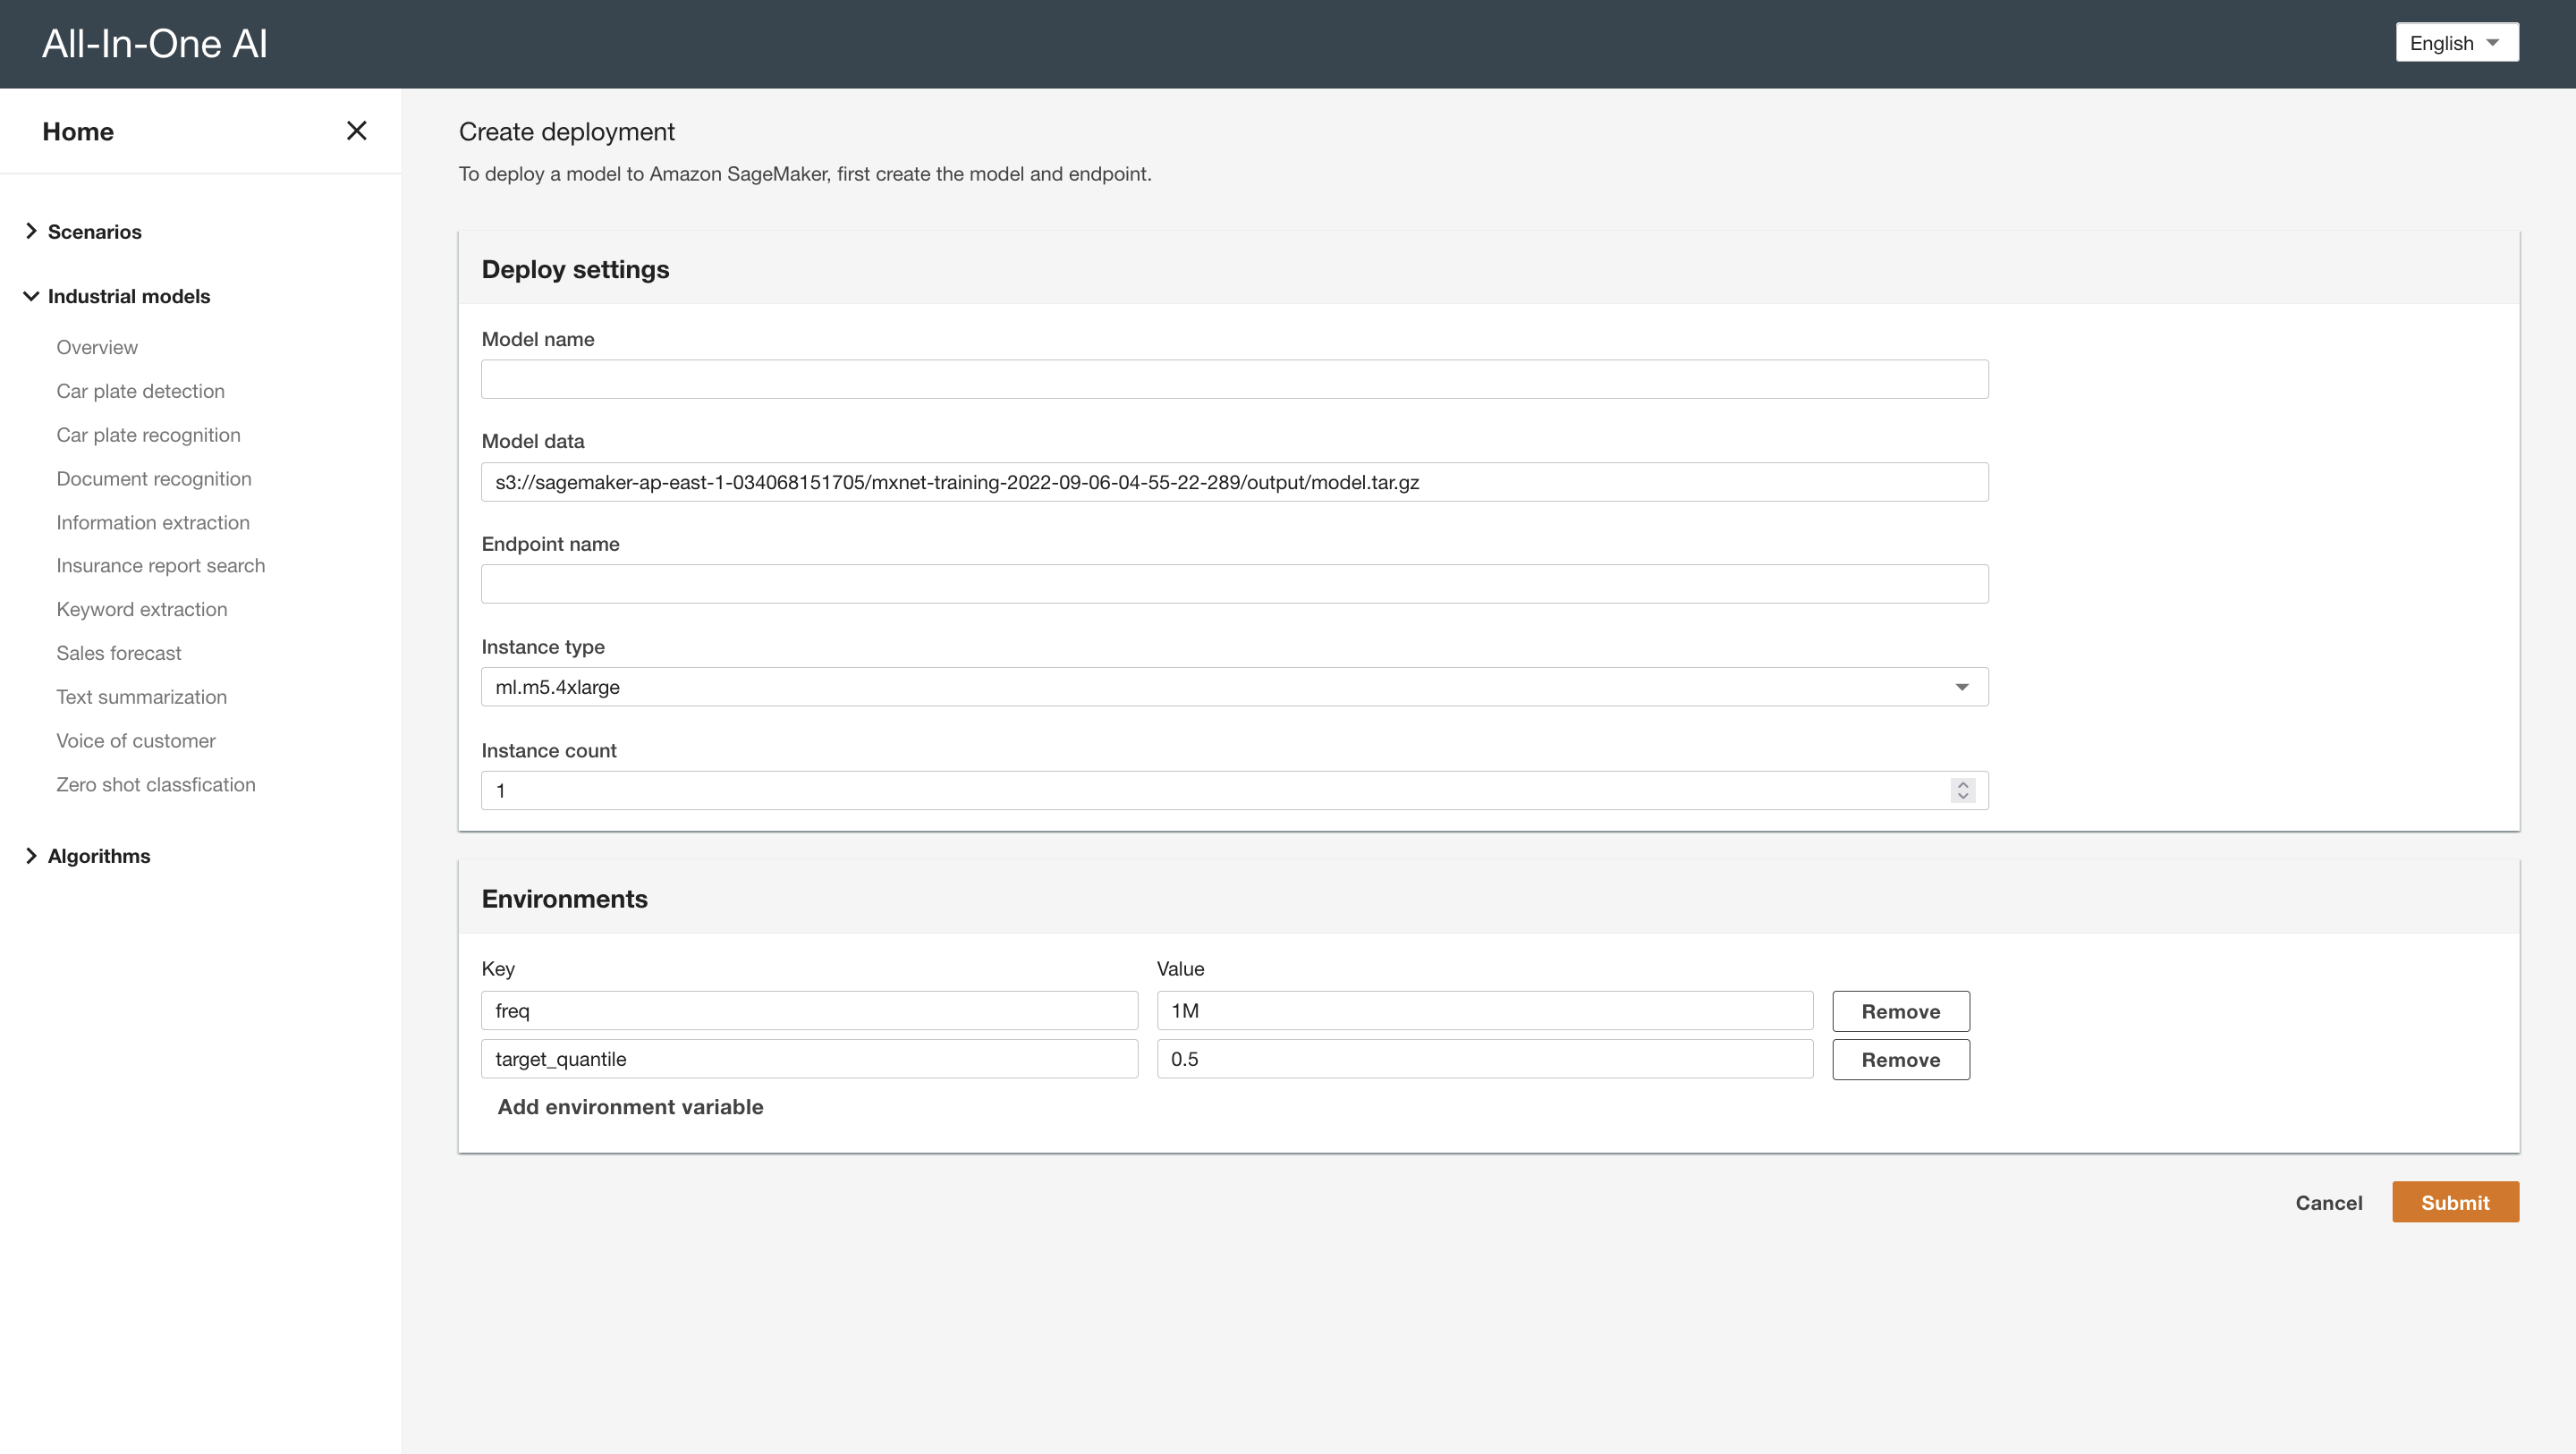 All-In-One AI
English
Home
Scenarios
Industrial models
Overview
Car plate detection
Car plate recognition
Document recognition
Information extraction
Insurance report search
Keyword extraction
Sales forecast
Text summarization
Voice of customer
Zero shot classfication
Algorithms
Create deployment
To deploy a model to Amazon SageMaker, first create the model and endpoint.
Deploy settings
Model name
Model data
s3://sagemaker-ap-east-1-034068151705/mxnet-training-2022-09-06-04-55-22-289/output/model.tar.gz
Endpoint name
Instance type
ml.m5.4xlarge
Instance count
1
Environments
Key Value
freq 1M Remove
target_quantile 0.5 Remove
Add environment variable
Cancel Submit